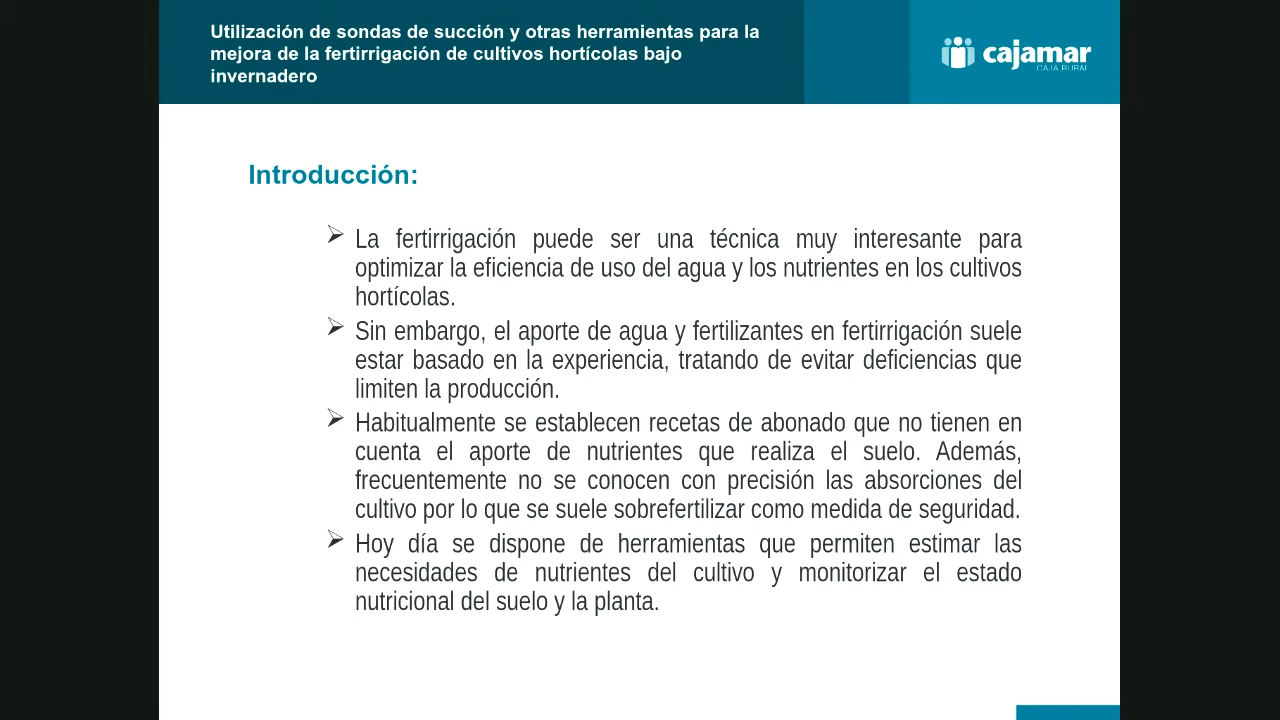 Utilización de sondas de succión y otras herramientas para la
mejora de la fertirrigación de cultivos hortícolas bajo
invernadero
cajamar
CAJA RURAL
Introducción:
La fertirrigación puede ser una técnica muy interesante para
optimizar la eficiencia de uso del agua y los nutrientes en los cultivos
hortícolas.
Sin embargo, el aporte de agua y fertilizantes en fertirrigación suele
estar basado en la experiencia, tratando de evitar deficiencias que
limiten la producción.
Habitualmente se establecen recetas de abonado que no tienen en
cuenta el aporte de nutrientes que realiza el suelo. Además,
frecuentemente no se conocen con precisión las absorciones del
cultivo por lo que se suele sobrefertilizar como medida de seguridad.
Hoy día se dispone de herramientas que permiten estimar las
necesidades de nutrientes del cultivo y monitorizar el estado
nutricional del suelo y la planta.